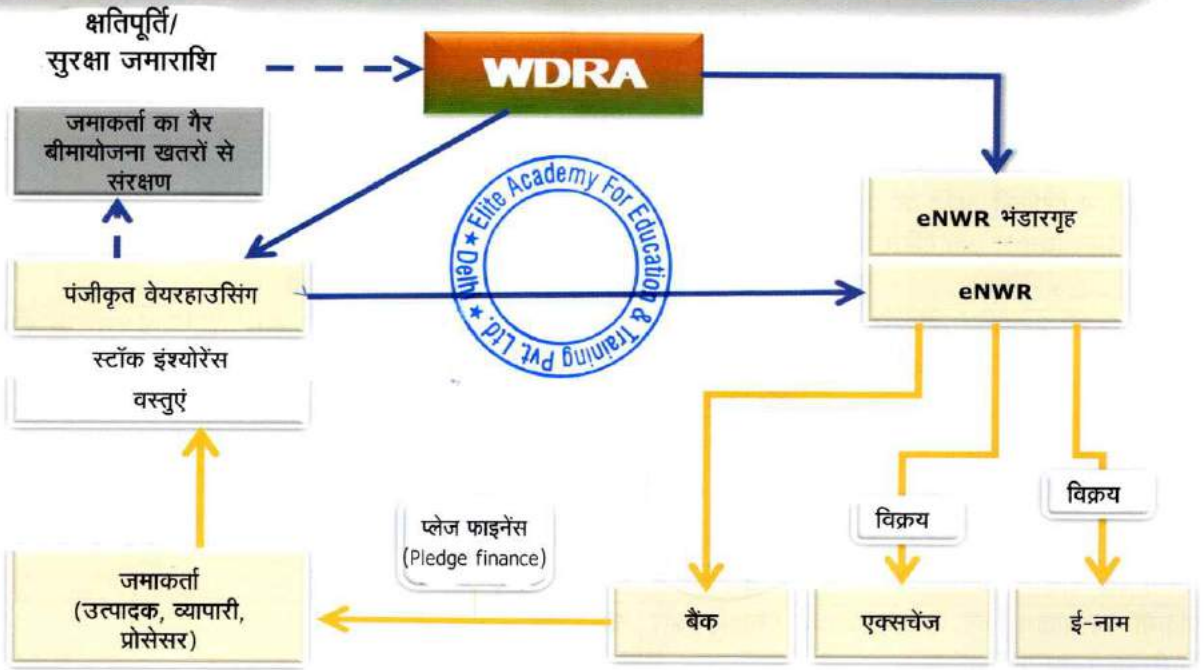 क्षतिपूर्ति/
सुरक्षा जमाराशि
WDRA
जमाकर्ता का गैर
बीमायोजना खतरों से
संरक्षण
Elite Academy For Education & Training Pvt. Ltd. ★ Delhi ★
eNWR भंडारगृह
पंजीकृत वेयरहाउसिंग
eNWR
स्टॉक इंश्योरेंस
वस्तुएं
विक्रय
विक्रय
प्लेज फाइनेंस
(Pledge finance)
जमाकर्ता
(उत्पादक, व्यापारी,
प्रोसेसर)
बैंक
एक्सचेंज
ई-नाम